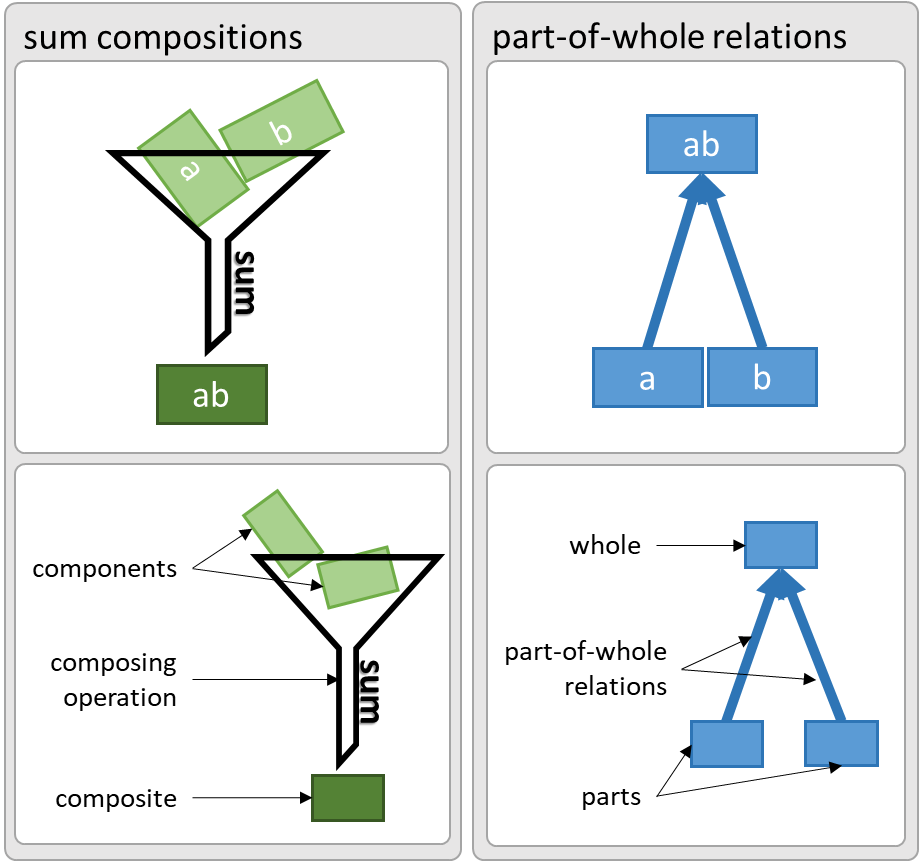 sum compositions
a
b
sum
ab
components
composing
operation
sum
composite
part-of-whole relations
ab
a
b
whole
part-of-whole
relations
parts